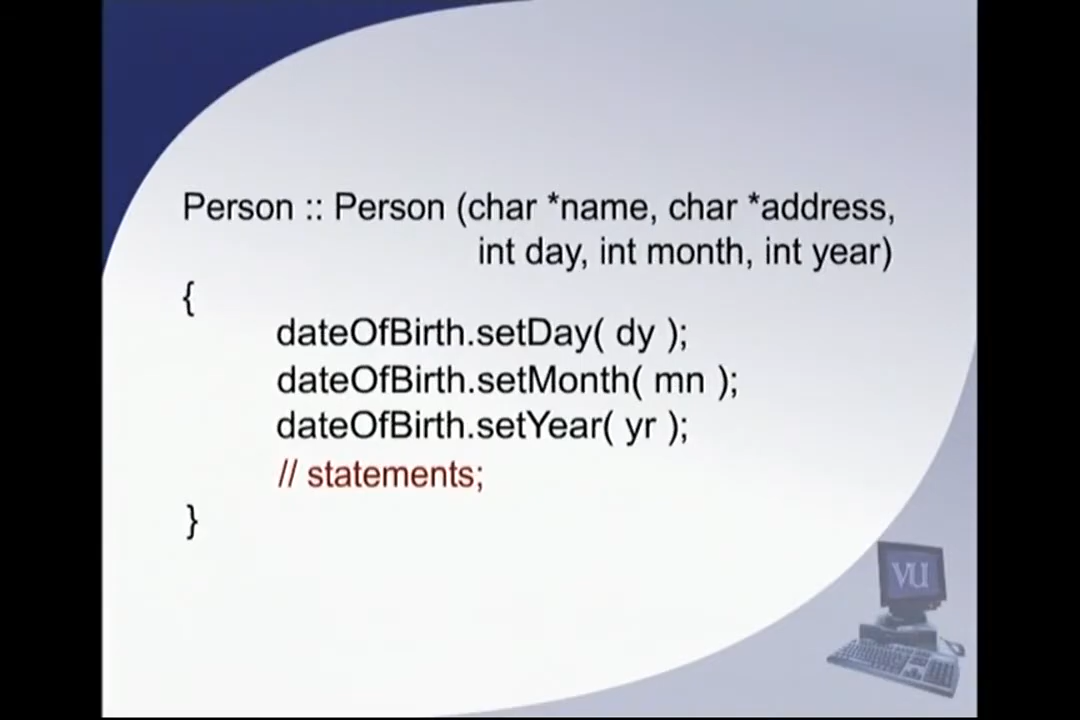 Person :: Person (char *name, char *address,
int day, int month, int year)
{
dateOfBirth.setDay( dy );
dateOfBirth.setMonth( mn );
dateOfBirth.setYear( yr );
// statements;
}
VU